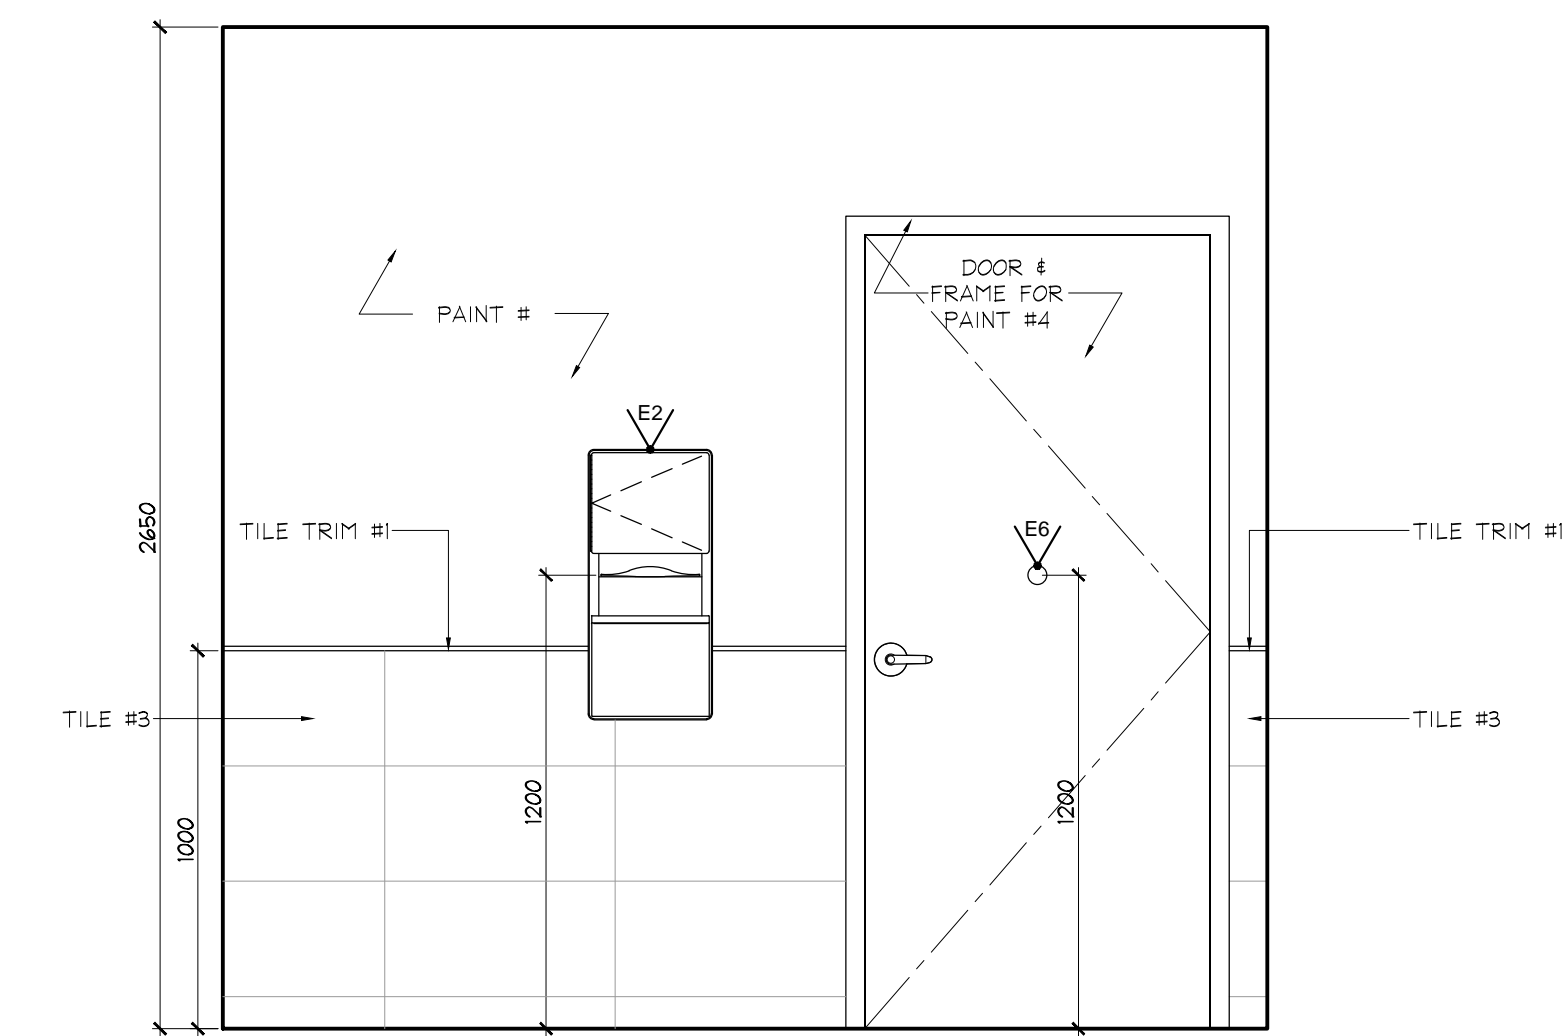 DOOR &
FRAME FOR
PAINT #4
PAINT #
E2
2650
TILE TRIM #1
E6
TILE TRIM #1
TILE #3
TILE #3
1000
1200
1200